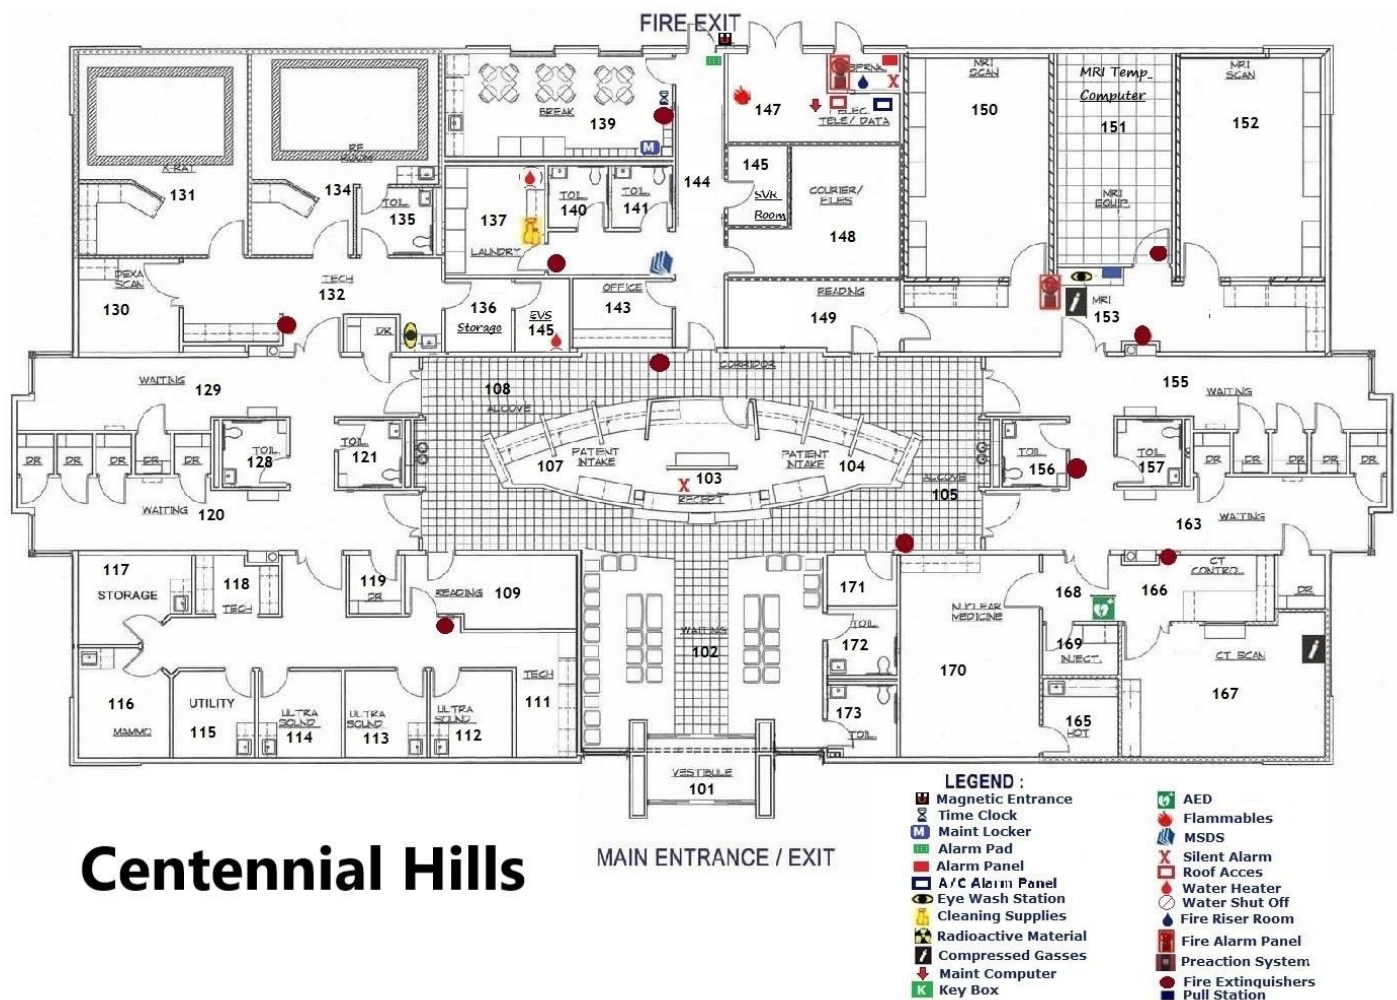 FIRE EXIT
X-RAY
131
RF
ROOM
134
TOIL.
135
BREAK
139
M
137
LAUNDRY
TOIL.
140
TOIL.
141
144
147
SPRNK.
X
ELEC.
TELE/ DATA
145
SVR
Room
COURIER/
FILES
148
MRI
SCAN
150
MRI Temp_
Computer
151
MRI
EQUIP.
MRI
SCAN
152
DEXA
SCAN
130
TECH
132
DR
136
Storage
EVS
145
OFFICE
143
READING
149
MRI
153
WAITING
129
108
ALCOVE
CORRIDOR
155
WAITING
DR
DR
DR
DR
DR
TOIL.
128
TOIL.
121
107
PATIENT
INTAKE
103
X
RECEPT
PATIENT
INTAKE
104
ALCOVE
105
TOIL.
156
TOIL.
157
DR
DR
DR
DR
DR
WAITING
120
163
WAITING
117
STORAGE
118
TECH
119
DR
READING
109
WAITING
102
171
TOIL.
172
173
TOIL.
NUCLEAR
MEDICINE
170
168
169
INJECT.
165
HOT
166
CT
CONTROL
DR
CT SCAN
167
116
MAMMO
UTILITY
115
ULTRA
SOUND
114
ULTRA
SOUND
113
ULTRA
SOUND
112
TECH
111
VESTIBULE
101
MAIN ENTRANCE / EXIT
Centennial Hills
LEGEND :
Magnetic Entrance
Time Clock
M Maint Locker
Alarm Pad
Alarm Panel
A/C Alarm Panel
Eye Wash Station
Cleaning Supplies
Radioactive Material
Compressed Gasses
Maint Computer
K Key Box
AED
Flammables
MSDS
X Silent Alarm
Roof Acces
Water Heater
Water Shut Off
Fire Riser Room
Fire Alarm Panel
Preaction System
Fire Extinguishers
Pull Station